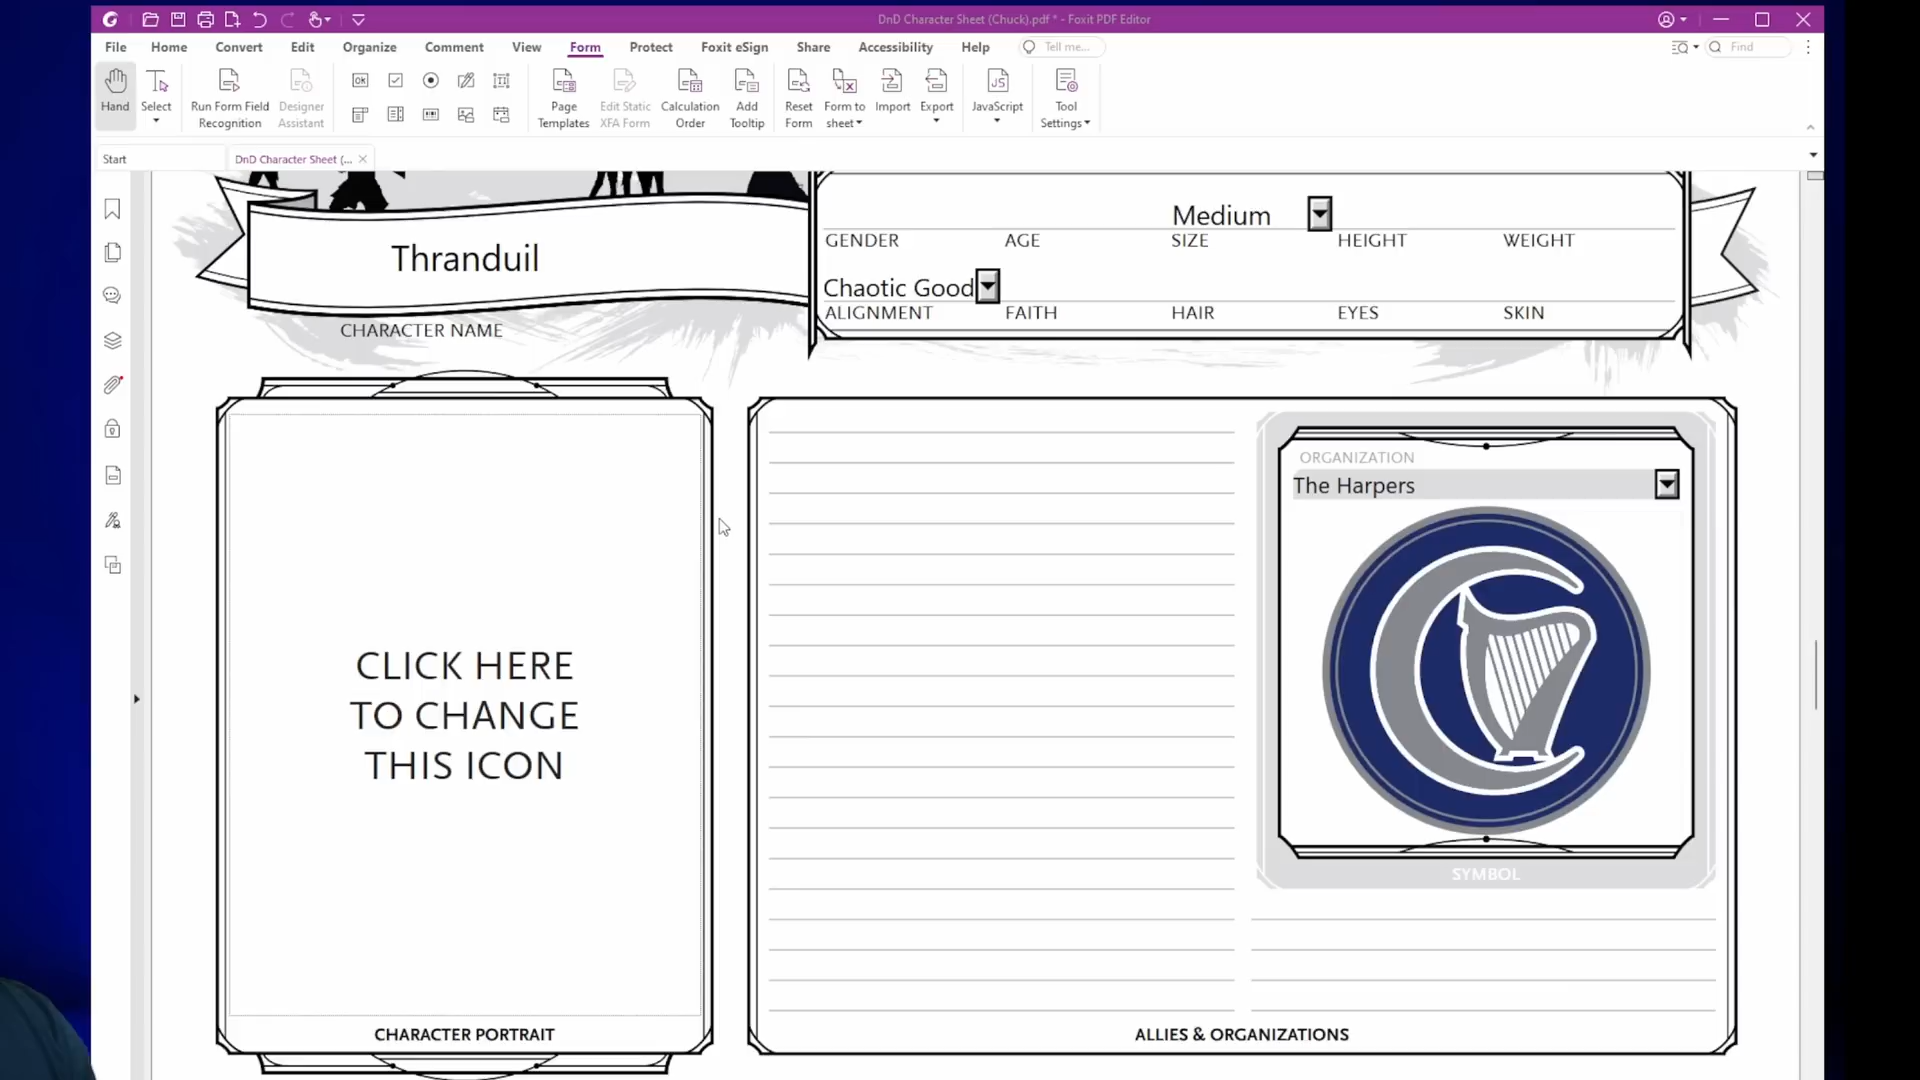 DnD Character Sheet (Chuck).pdf * - Foxit PDF Editor
File Home Convert Edit Organize Comment View Form Protect Foxit eSign Share Accessibility Help Tell me... Find
Hand
Select
Run Form Field
Recognition
Designer
Assistant
OK
Page
Templates
Edit Static
XFA Form
Calculation
Order
Add
Tooltip
Reset
Form
Form to
sheet
Import
Export
JS
JavaScript
Tool
Settings
Start
DnD Character Sheet (...
Thranduil
CHARACTER NAME
Medium
GENDER AGE SIZE HEIGHT WEIGHT
Chaotic Good
ALIGNMENT FAITH HAIR EYES SKIN
CLICK HERE
TO CHANGE
THIS ICON
CHARACTER PORTRAIT
ORGANIZATION
The Harpers
SYMBOL
ALLIES & ORGANIZATIONS